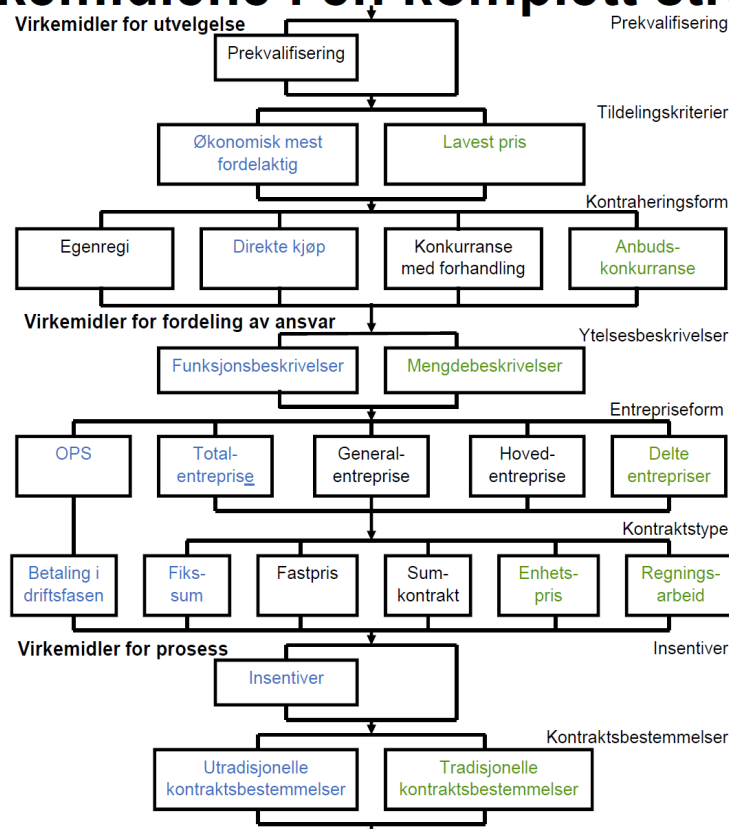 Virkemidler for utvelgelse
Prekvalifisering
Prekvalifisering
Tildelingskriterier
Økonomisk mest
fordelaktig
Lavest pris
Kontraheringsform
Egenregi
Direkte kjøp
Konkurranse
med forhandling
Anbuds-
konkurranse
Virkemidler for fordeling av ansvar
Ytelsesbeskrivelser
Funksjonsbeskrivelser
Mengdebeskrivelser
Entrepriseform
OPS
Total-
entreprise
General-
entreprise
Hoved-
entreprise
Delte
entrepriser
Kontraktstype
Betaling i
driftsfasen
Fiks-
sum
Fastpris
Sum-
kontrakt
Enhets-
pris
Regnings-
arbeid
Virkemidler for prosess
Insentiver
Insentiver
Kontraktsbestemmelser
Utradisjonelle
kontraktsbestemmelser
Tradisjonelle
kontraktsbestemmelser